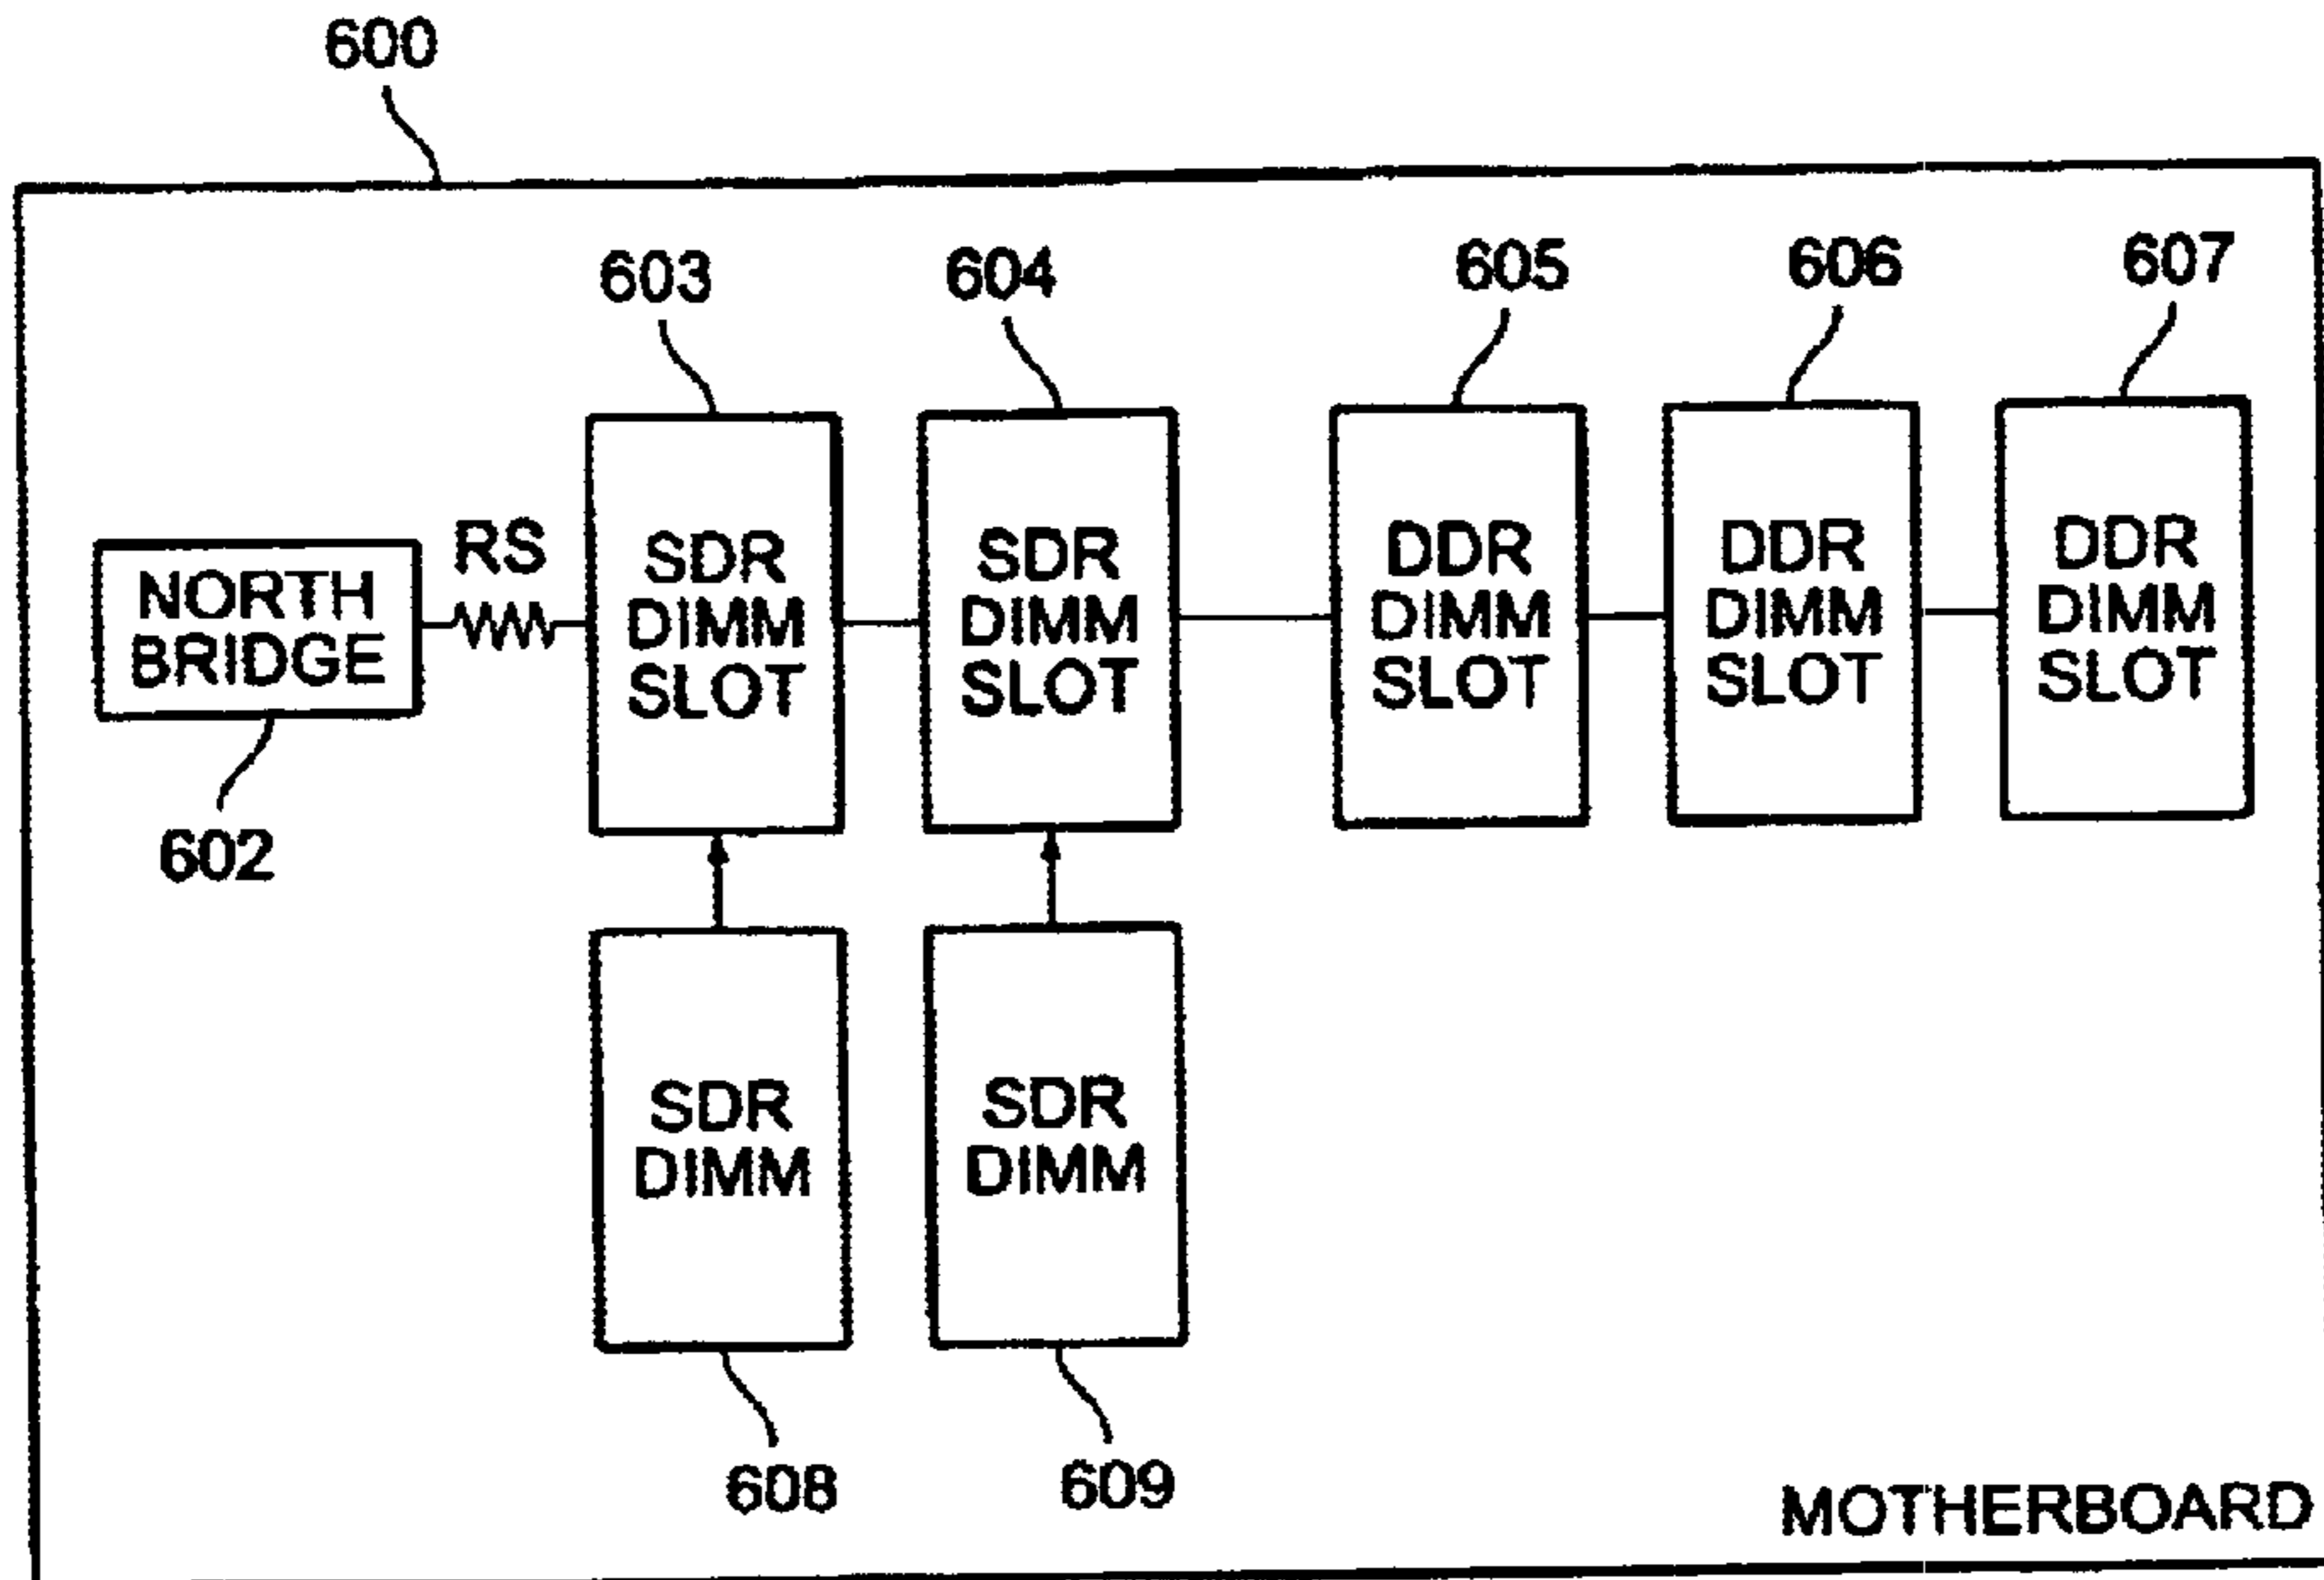 600
603
604
605
606
607
RS
NORTH
BRIDGE
SDR
DIMM
SLOT
SDR
DIMM
SLOT
DDR
DIMM
SLOT
DDR
DIMM
SLOT
DDR
DIMM
SLOT
602
SDR
DIMM
SDR
DIMM
608
609
MOTHERBOARD